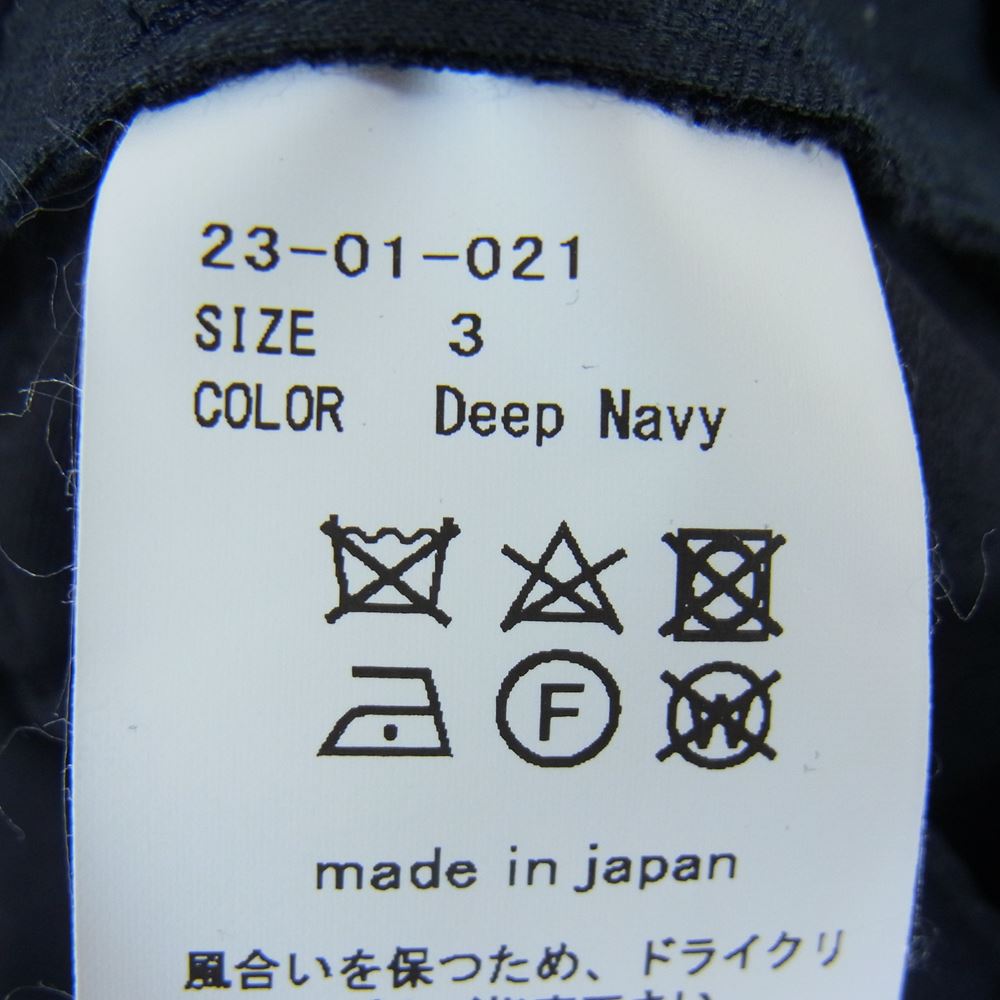 23-01-021
SIZE 3
COLOR Deep Navy
F
W
made in japan
風合いを保つため、ドライクリ